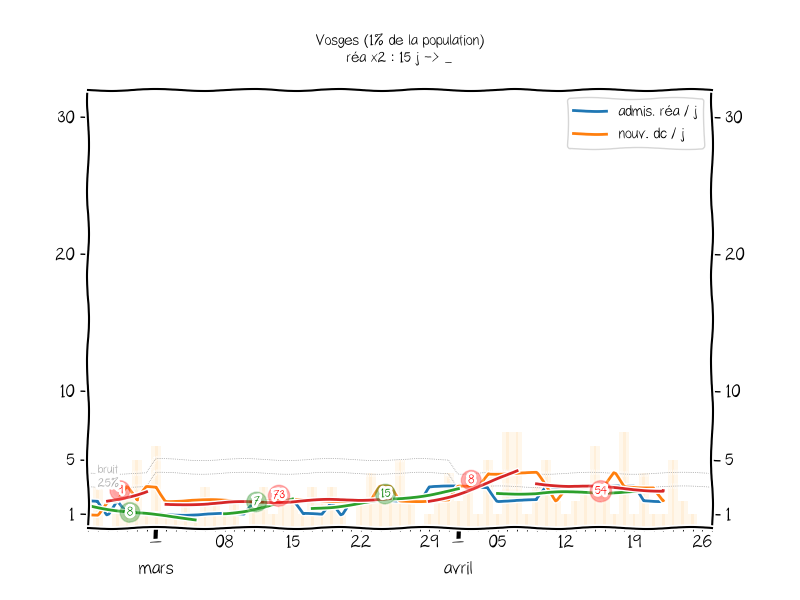 Vosges (1% de la population)
réa x2 : 15 j -> _
admis. réa / j
nouv. dc / j
30 30
20 20
10 10
5 5
1 1
bruit
25%
8
7
73
15
8
54
08 15 22 29 05 12 19 26
mars avril